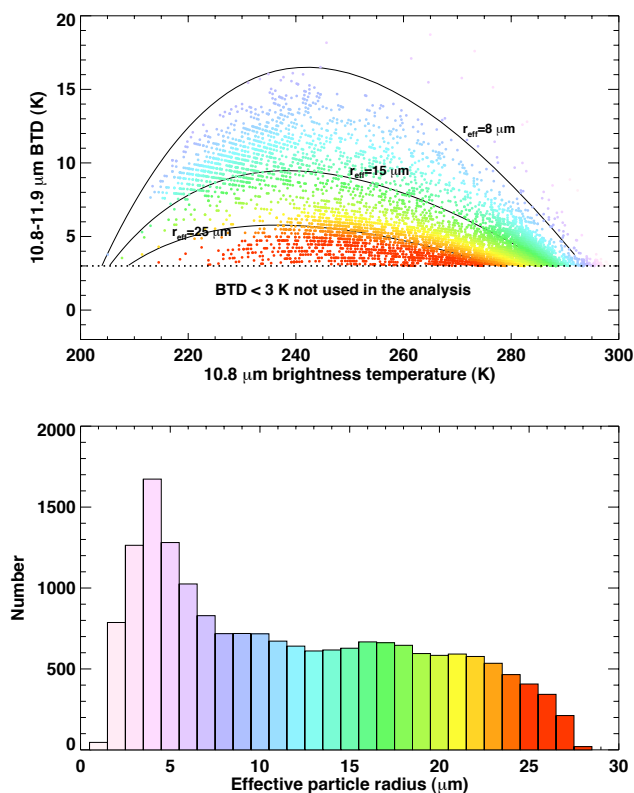 20
15
10
5
0
10.8-11.9 μm BTD (K)
r_eff=8 μm
r_eff=15 μm
r_eff=25 μm
BTD < 3 K not used in the analysis
200 220 240 260 280 300
10.8 μm brightness temperature (K)
2000
1500
1000
500
0
Number
0 5 10 15 20 25 30
Effective particle radius (μm)